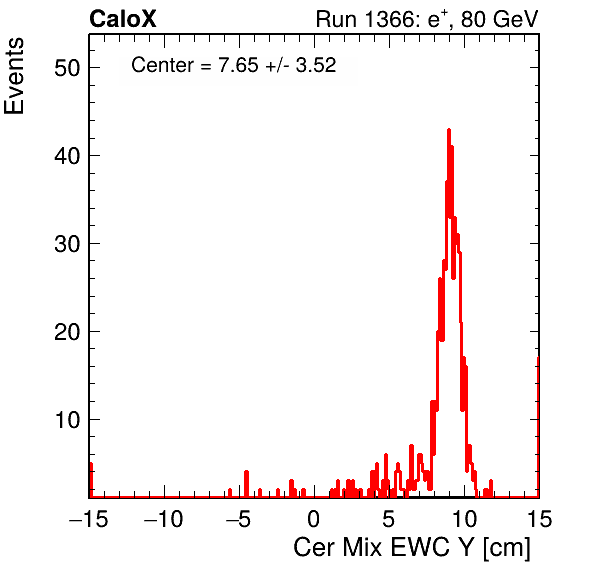 CaloX Run 1366: e⁺, 80 GeV
Center = 7.65 +/- 3.52
Events
50
40
30
20
10
−15 −10 −5 0 5 10 15
Cer Mix EWC Y [cm]